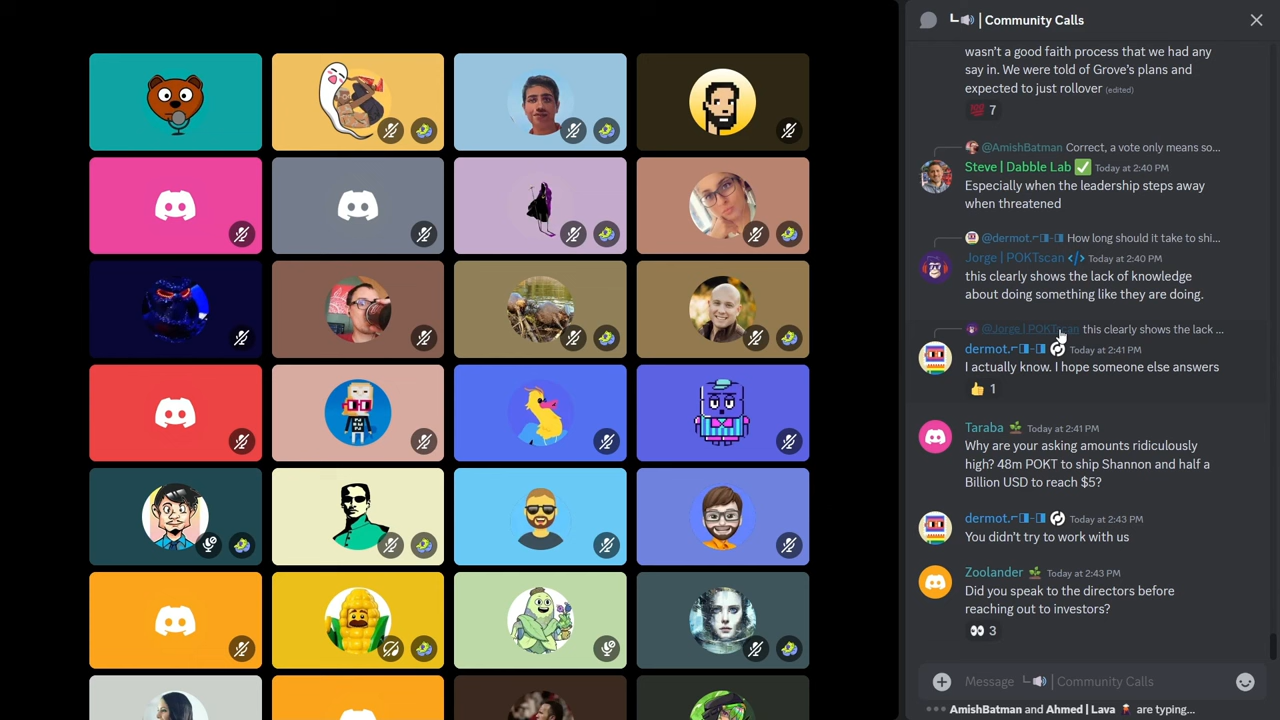 ┗🔊 | Community Calls
wasn't a good faith process that we had any
say in. We were told of Grove's plans and
expected to just rollover (edited)
💯 7
@AmishBatman Correct, a vote only means so...
Steve | Dabble Lab ✅ Today at 2:40 PM
Especially when the leadership steps away
when threatened
@dermot.⌐◨-◨ How long should it take to shi...
Jorge | POKTscan </> Today at 2:40 PM
this clearly shows the lack of knowledge
about doing something like they are doing.
@Jorge | POKTscan this clearly shows the lack ...
dermot.⌐◨-◨ Today at 2:41 PM
I actually know. I hope someone else answers
👍 1
Taraba 🌱 Today at 2:41 PM
Why are your asking amounts ridiculously
high? 48m POKT to ship Shannon and half a
Billion USD to reach $5?
dermot.⌐◨-◨ Today at 2:43 PM
You didn't try to work with us
Zoolander 🌱 Today at 2:43 PM
Did you speak to the directors before
reaching out to investors?
👀 3
Message ┗🔊 | Community Calls
AmishBatman and Ahmed | Lava 🌋 are typing...